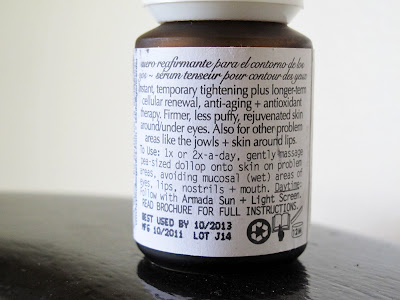 suero reafirmante para el contorno de los
ojos ~ sérum tenseur pour contour des yeux
Instant, temporary tightening plus longer-term
cellular renewal, anti-aging + antioxidant
therapy. Firmer, less puffy, rejuvenated skin
around/under eyes. Also for other problem
areas like the jowls + skin around lips.
To Use: 1x or 2x-a-day, gently massage
pea-sized dollop onto skin on problem
areas, avoiding mucosal (wet) areas of
eyes, lips, nostrils + mouth. Daytime:
follow with Armada Sun + Light Screen.
READ BROCHURE FOR FULL INSTRUCTIONS.
BEST USED BY 10/2013
MFG 10/2011 LOT J14